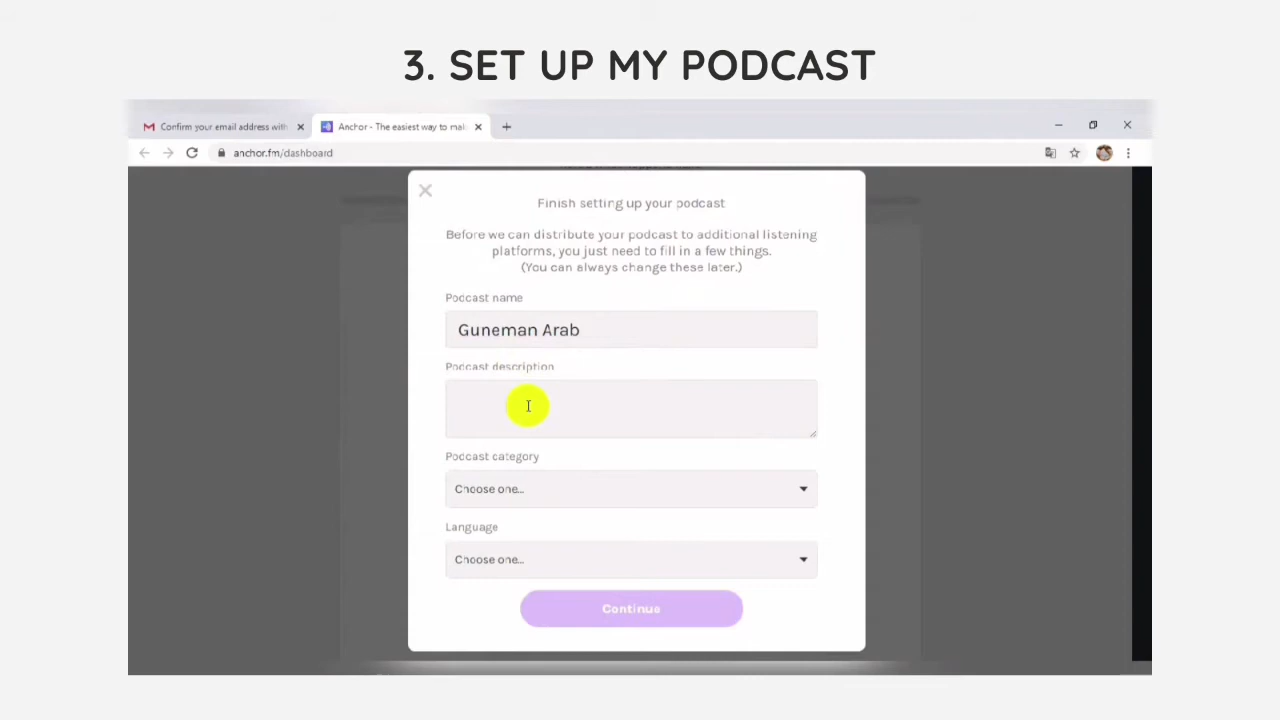 3. SET UP MY PODCAST
Confirm your email address with
Anchor - The easiest way to mak
anchor.fm/dashboard
Finish setting up your podcast
Before we can distribute your podcast to additional listening
platforms, you just need to fill in a few things.
(You can always change these later.)
Podcast name
Guneman Arab
Podcast description
Podcast category
Choose one...
Language
Choose one...
Continue